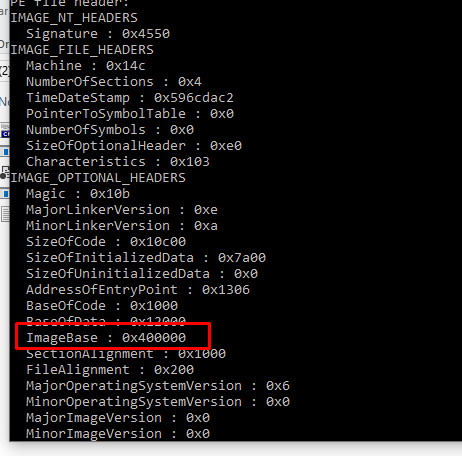 PE file header:
IMAGE_NT_HEADERS
Signature : 0x4550
IMAGE_FILE_HEADERS
Machine : 0x14c
NumberOfSections : 0x4
TimeDateStamp : 0x596cdac2
PointerToSymbolTable : 0x0
NumberOfSymbols : 0x0
SizeOfOptionalHeader : 0xe0
Characteristics : 0x103
IMAGE_OPTIONAL_HEADERS
Magic : 0x10b
MajorLinkerVersion : 0xe
MinorLinkerVersion : 0xa
SizeOfCode : 0x10c00
SizeOfInitializedData : 0x7a00
SizeOfUninitializedData : 0x0
AddressOfEntryPoint : 0x1306
BaseOfCode : 0x1000
BaseOfData : 0x12000
ImageBase : 0x400000
SectionAlignment : 0x1000
FileAlignment : 0x200
MajorOperatingSystemVersion : 0x6
MinorOperatingSystemVersion : 0x0
MajorImageVersion : 0x0
MinorImageVersion : 0x0